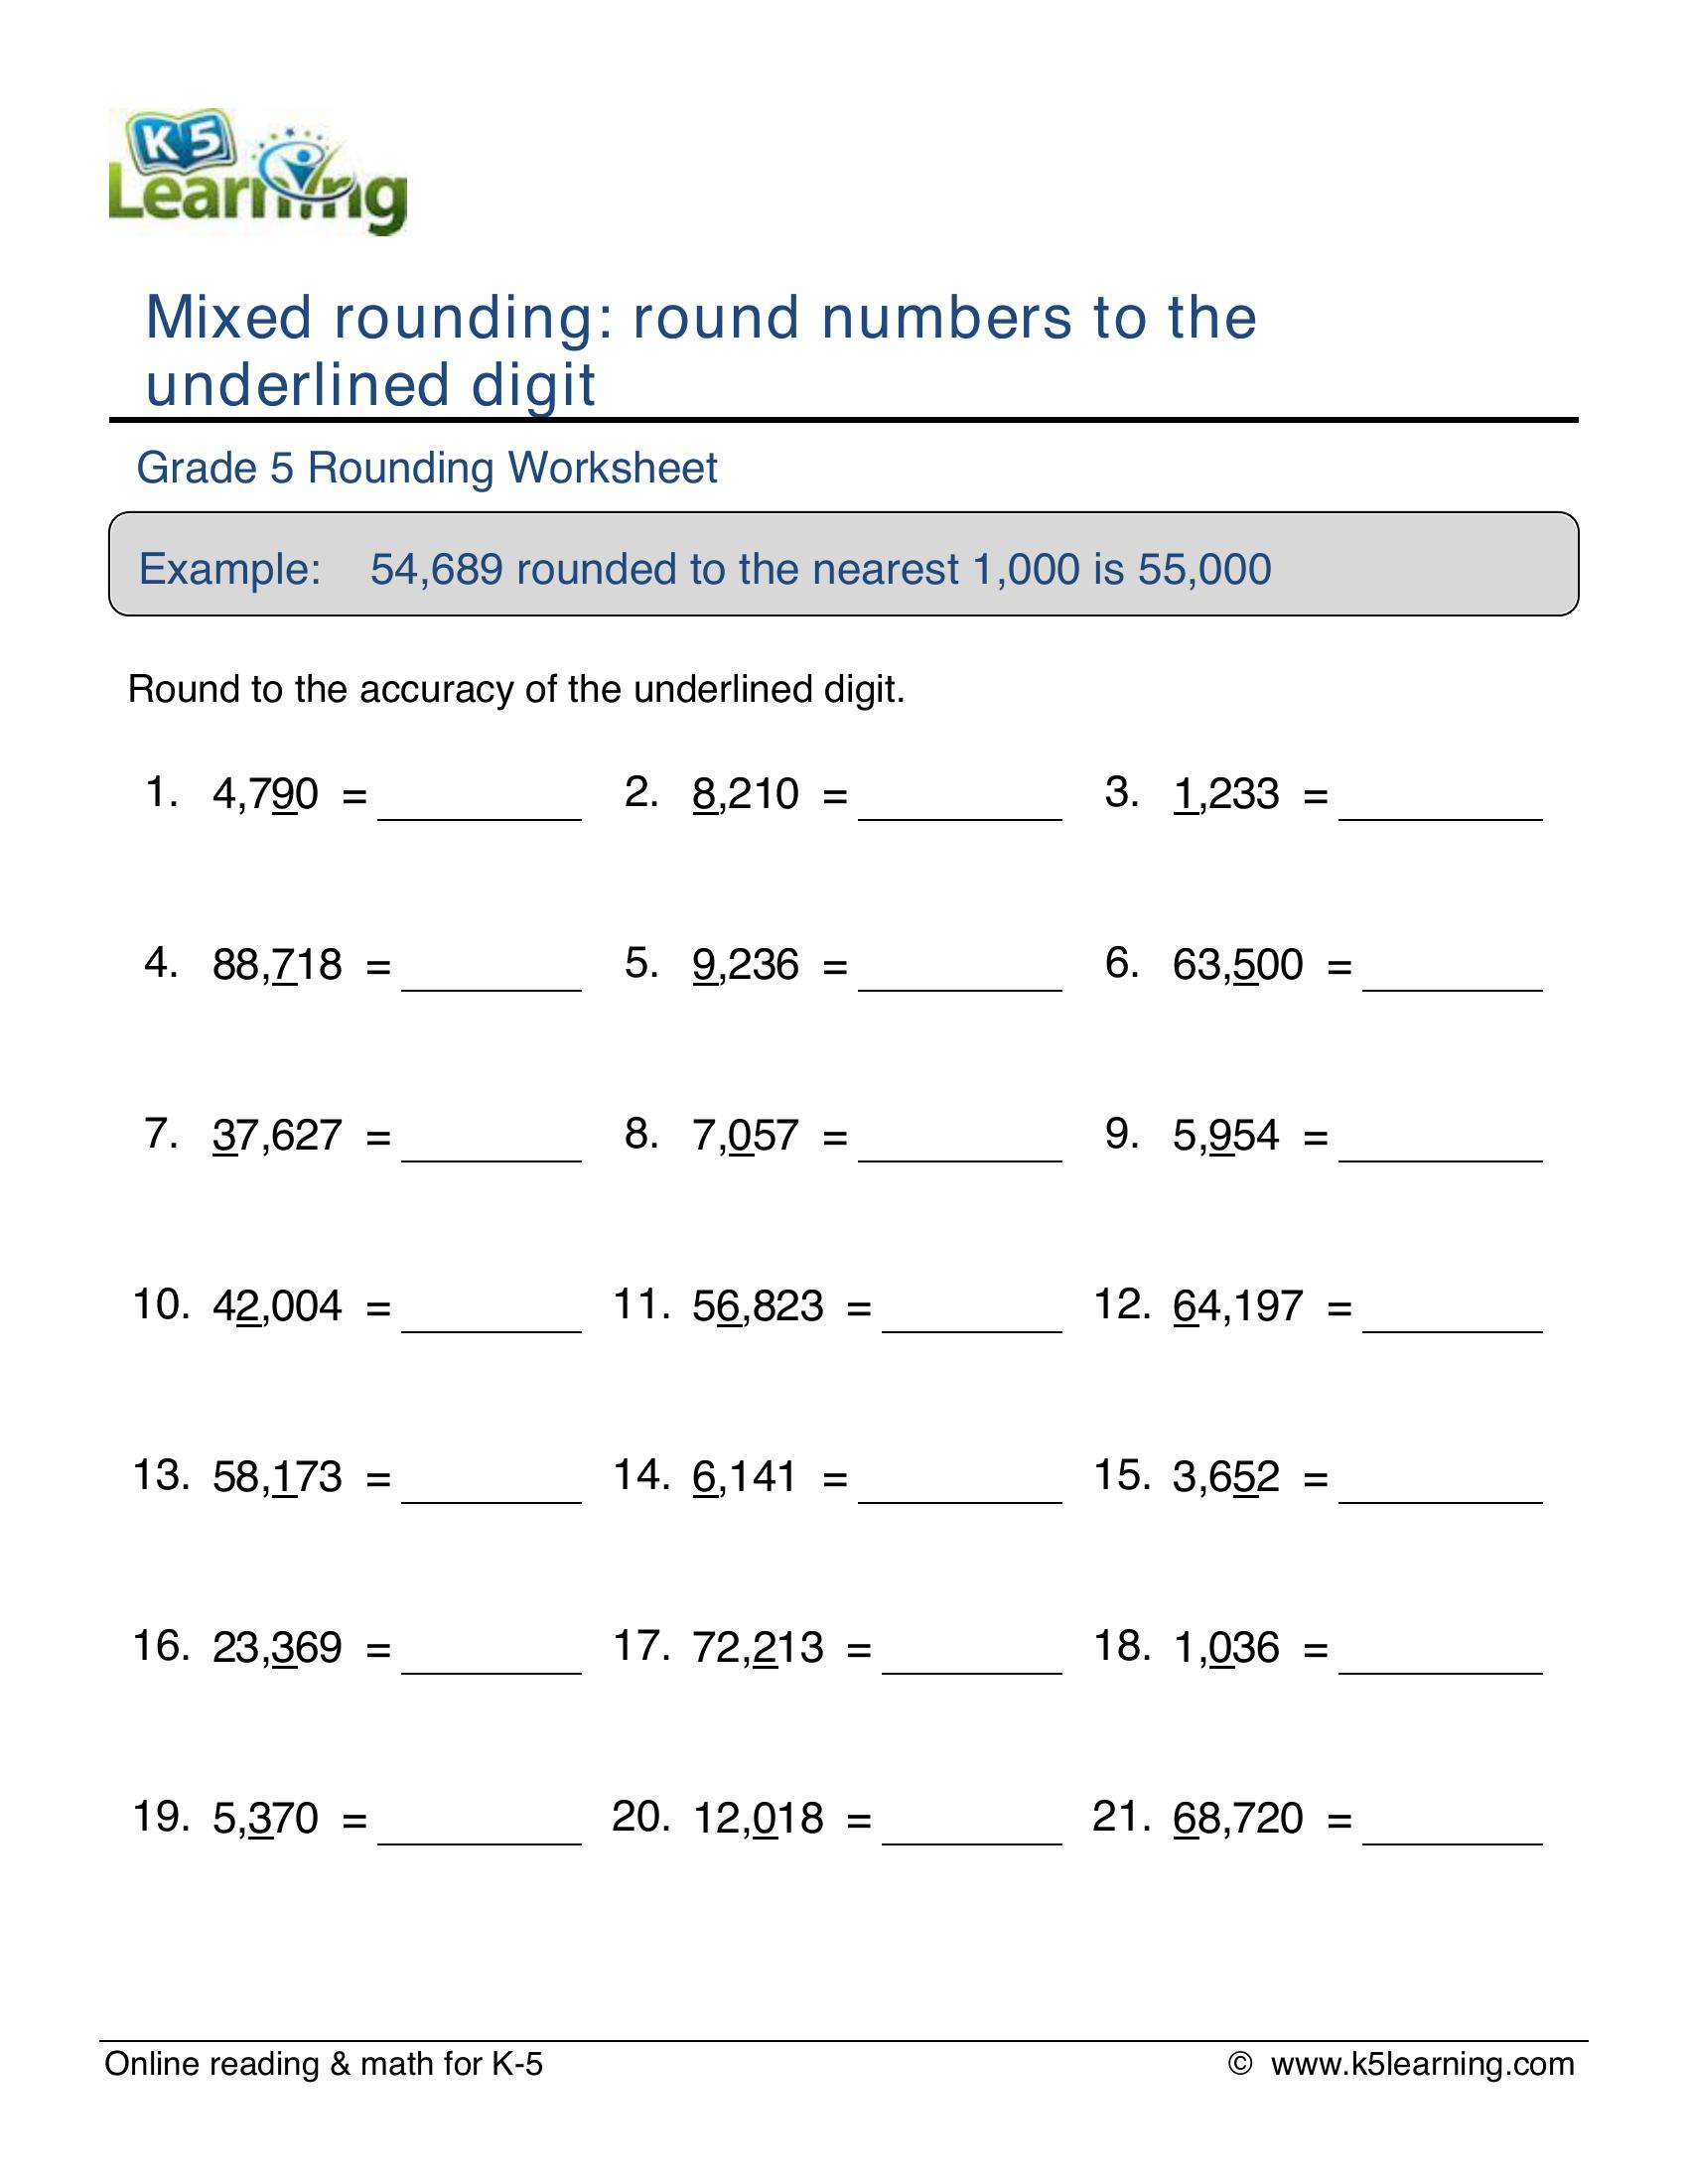 K5
Learning
Mixed rounding: round numbers to the
underlined digit
Grade 5 Rounding Worksheet
Example: 54,689 rounded to the nearest 1,000 is 55,000
Round to the accuracy of the underlined digit.
1. 4,790 = ________ 2. 8,210 = ________ 3. 1,233 = ________
4. 88,718 = ________ 5. 9,236 = ________ 6. 63,500 = ________
7. 37,627 = ________ 8. 7,057 = ________ 9. 5,954 = ________
10. 42,004 = ________ 11. 56,823 = ________ 12. 64,197 = ________
13. 58,173 = ________ 14. 6,141 = ________ 15. 3,652 = ________
16. 23,369 = ________ 17. 72,213 = ________ 18. 1,036 = ________
19. 5,370 = ________ 20. 12,018 = ________ 21. 68,720 = ________
Online reading & math for K-5 © www.k5learning.com